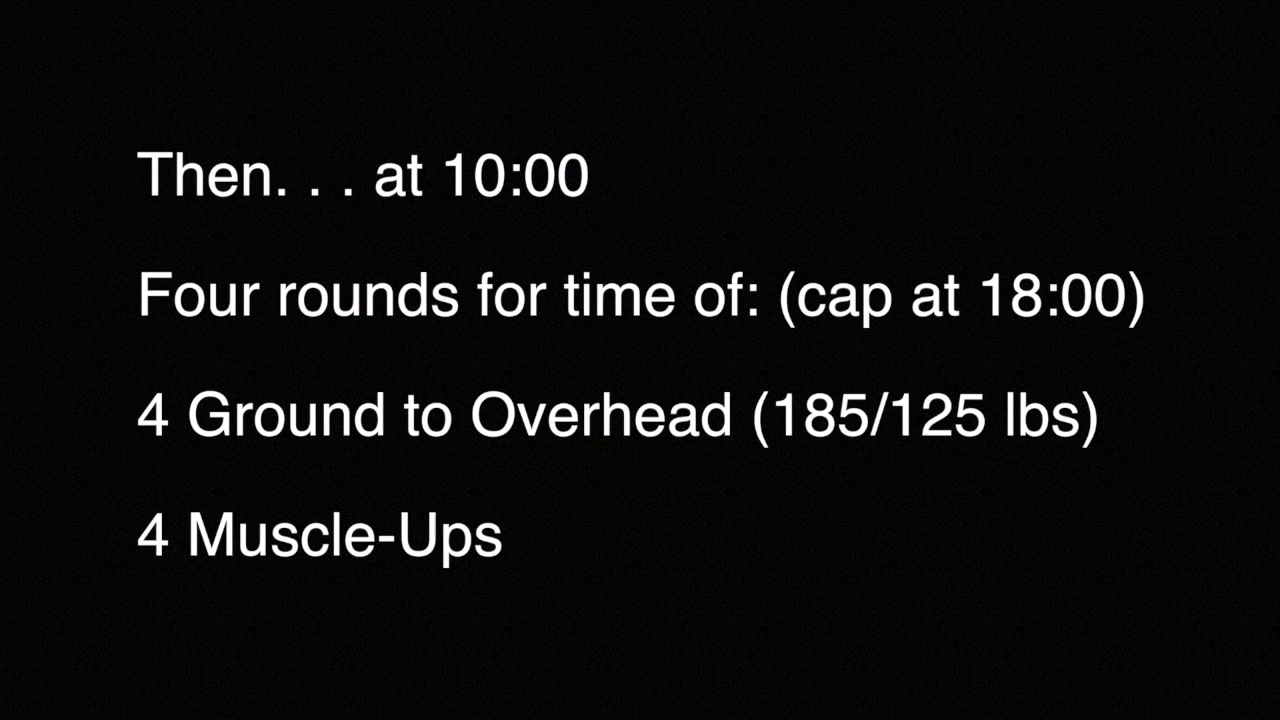 Then. . . at 10:00
Four rounds for time of: (cap at 18:00)
4 Ground to Overhead (185/125 lbs)
4 Muscle-Ups